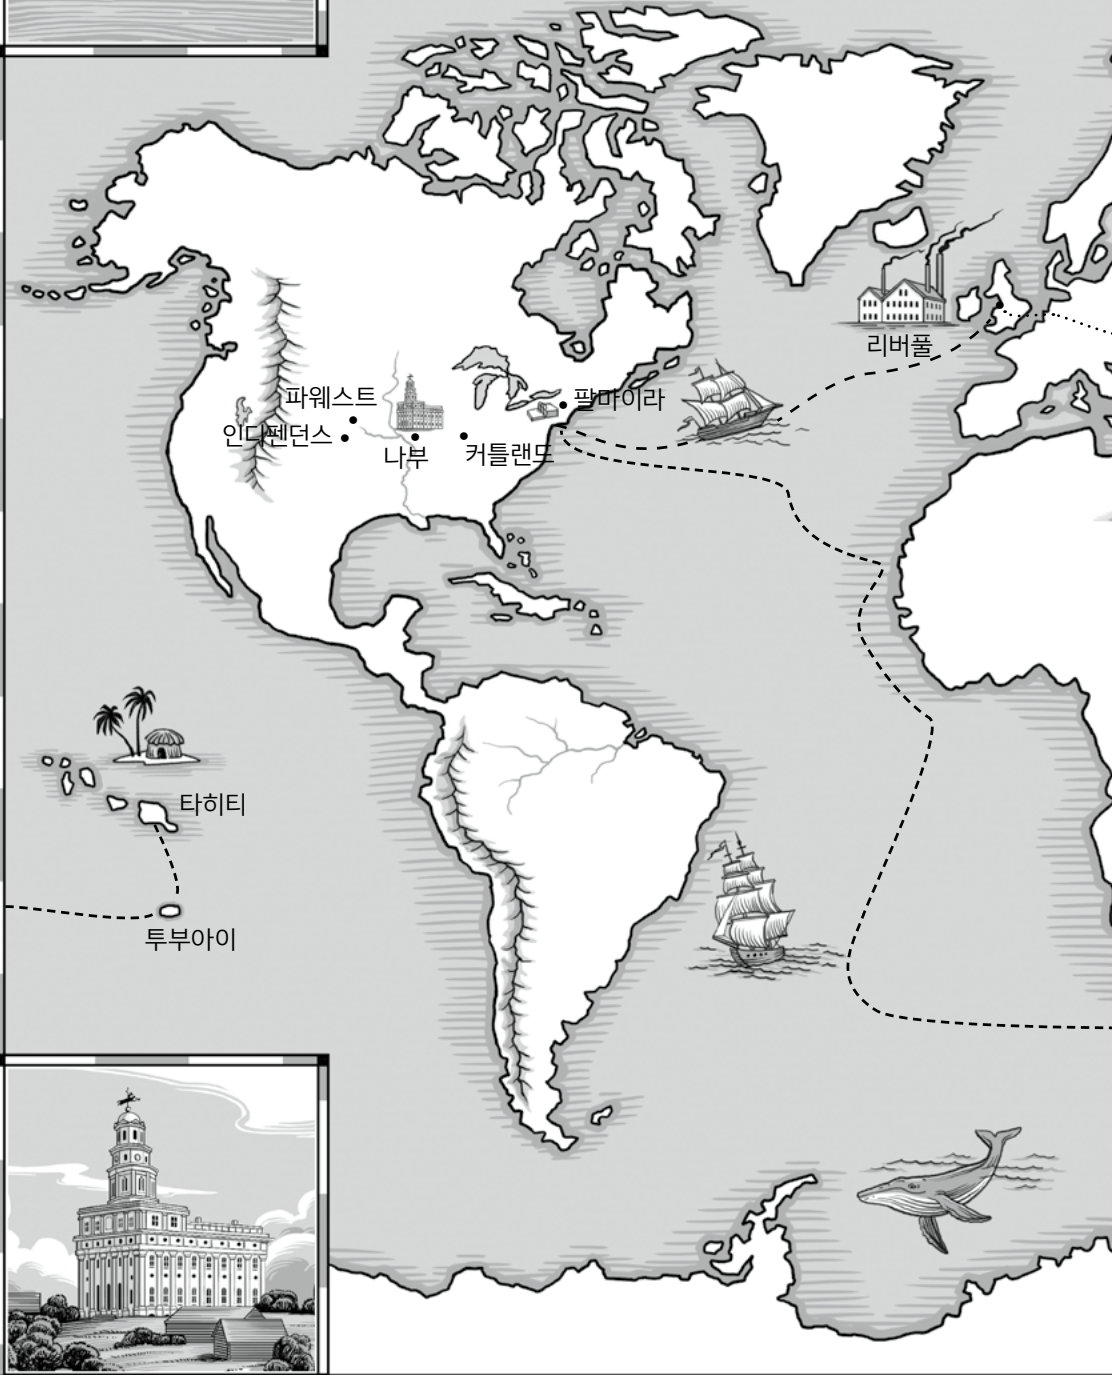 리버풀
파웨스트
팔마이라
인디펜던스
나부
커틀랜드
타히티
투부아이